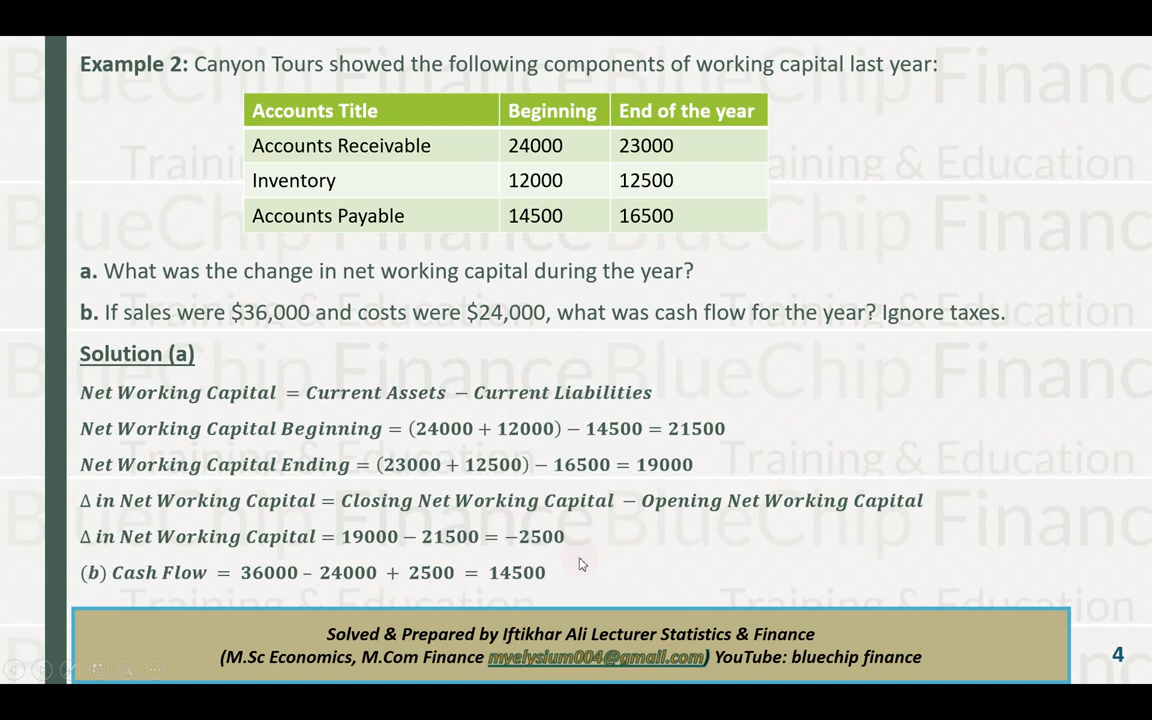 Example 2: Canyon Tours showed the following components of working capital last year:
Accounts Title Beginning End of the year
Accounts Receivable 24000 23000
Inventory 12000 12500
Accounts Payable 14500 16500
a. What was the change in net working capital during the year?
b. If sales were $36,000 and costs were $24,000, what was cash flow for the year? Ignore taxes.
Solution (a)
Net Working Capital = Current Assets − Current Liabilities
Net Working Capital Beginning = (24000 + 12000) − 14500 = 21500
Net Working Capital Ending = (23000 + 12500) − 16500 = 19000
Δ in Net Working Capital = Closing Net Working Capital − Opening Net Working Capital
Δ in Net Working Capital = 19000 − 21500 = −2500
(b) Cash Flow = 36000 – 24000 + 2500 = 14500
Solved & Prepared by Iftikhar Ali Lecturer Statistics & Finance
(M.Sc Economics, M.Com Finance myelysium004@gmail.com) YouTube: bluechip finance
4